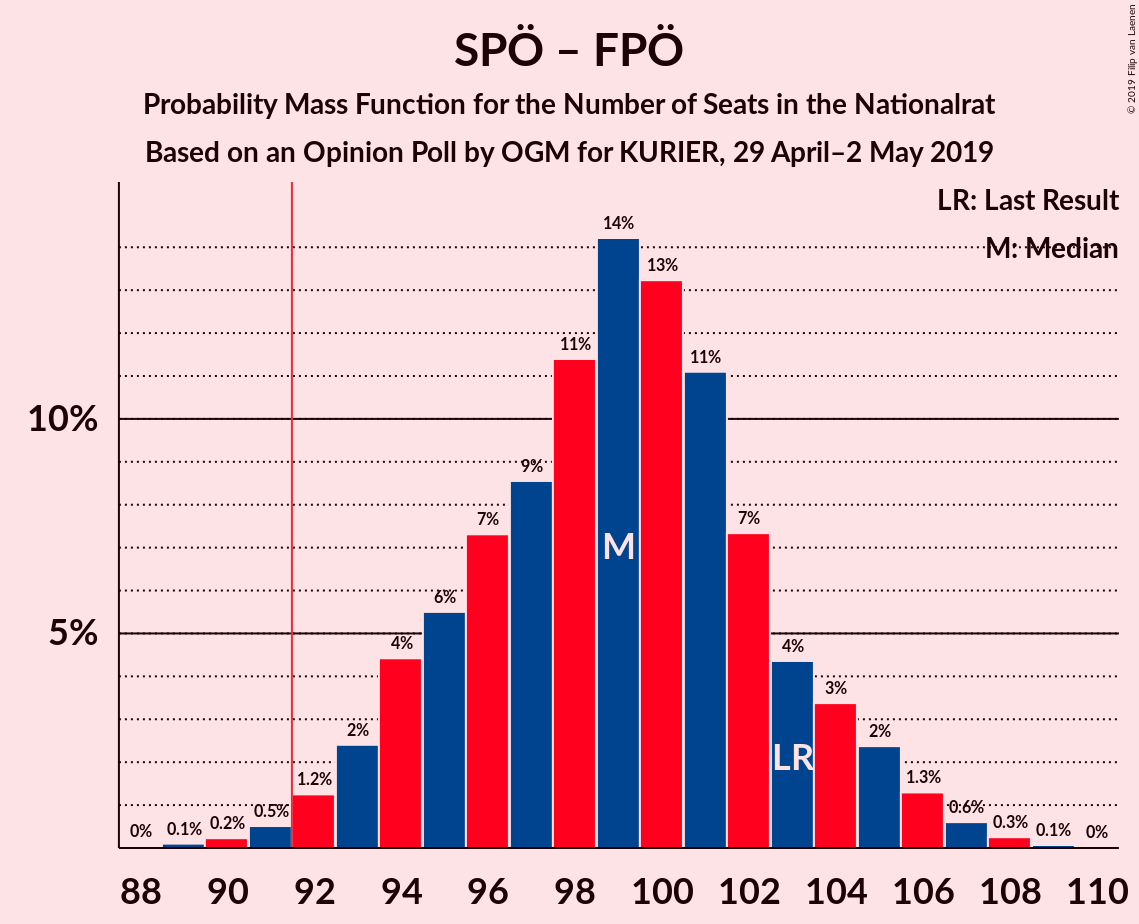 SPÖ – FPÖ
Probability Mass Function for the Number of Seats in the Nationalrat
Based on an Opinion Poll by OGM for KURIER, 29 April–2 May 2019
© 2019 Filip van Laenen
LR: Last Result
M: Median
10%
5%
0%
0.1%
0.2%
0.5%
1.2%
2%
4%
6%
7%
9%
11%
14%
13%
11%
7%
4%
3%
2%
1.3%
0.6%
0.3%
0.1%
0%
M
LR
88 90 92 94 96 98 100 102 104 106 108 110